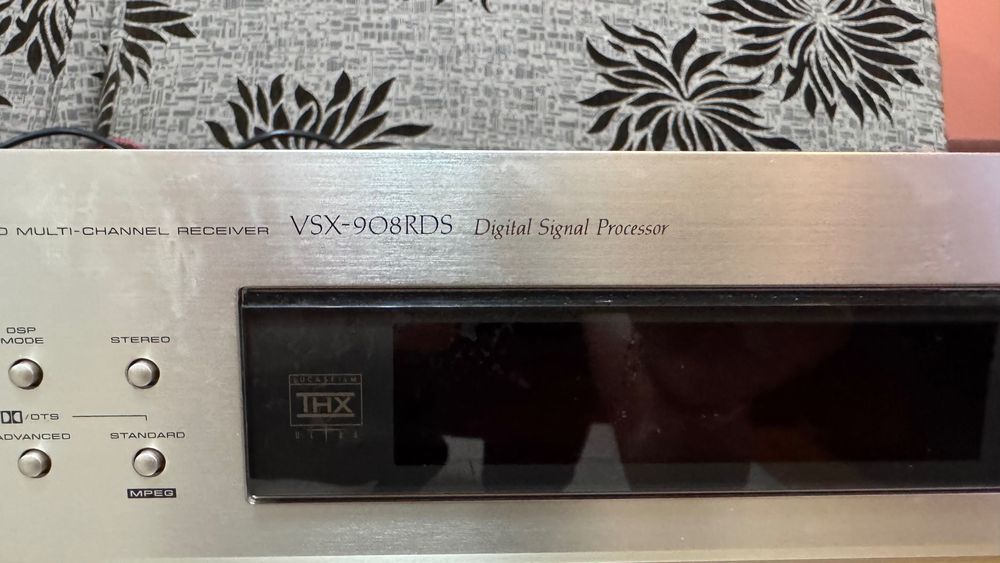 D MULTI-CHANNEL RECEIVER VSX-908RDS Digital Signal Processor
DSP
MODE
STEREO
/DTS
ADVANCED
STANDARD
MPEG
LUCASFILM
THX
ULTRA